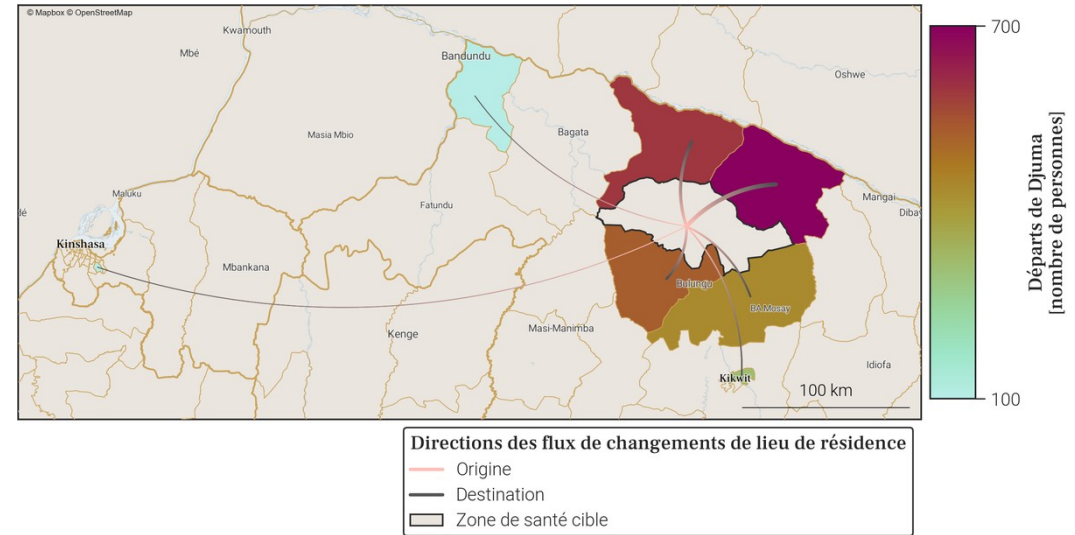 © Mapbox © OpenStreetMap
Kwamouth
Mbé
Bandundu
Oshwe
Masia Mbio
Bagata
Maluku
Fatundu
Mangai
Kinshasa
Mbankana
Bulungu
BA Mosay
Kenge
Masi-Manimba
Idiofa
Kikwit
100 km
700
100
Départs de Djuma
[nombre de personnes]
Directions des flux de changements de lieu de résidence
Origine
Destination
Zone de santé cible